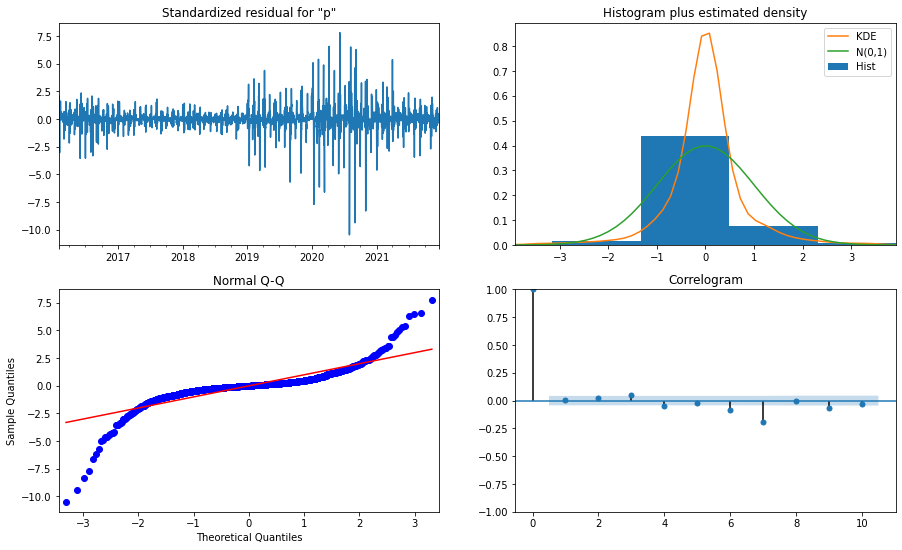 Standardized residual for "p"
7.5
5.0
2.5
0.0
−2.5
−5.0
−7.5
−10.0
2017 2018 2019 2020 2021
Histogram plus estimated density
KDE
N(0,1)
Hist
0.8
0.7
0.6
0.5
0.4
0.3
0.2
0.1
0.0
−3 −2 −1 0 1 2 3
Normal Q-Q
Sample Quantiles
7.5
5.0
2.5
0.0
−2.5
−5.0
−7.5
−10.0
−3 −2 −1 0 1 2 3
Theoretical Quantiles
Correlogram
1.00
0.75
0.50
0.25
0.00
−0.25
−0.50
−0.75
−1.00
0 2 4 6 8 10